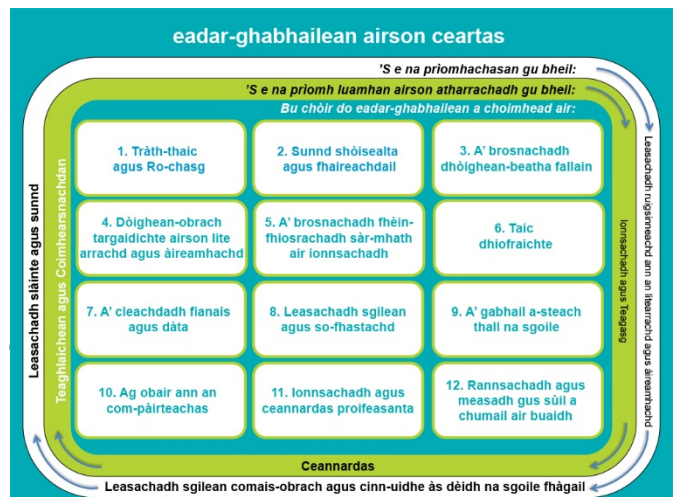 eadar-ghabhailean airson ceartas
'S e na prìomhachasan gu bheil:
'S e na prìomh luamhan airson atharrachadh gu bheil:
Bu chòir do eadar-ghabhailean a choimhead air:
1. Tràth-thaic
agus Ro-chasg
2. Sunnd shòisealta
agus fhaireachdail
3. A' brosnachadh
dhòighean-beatha fallain
4. Dòighean-obrach
targaidichte airson lite
arrachd agus àireamhachd
5. A' brosnachadh fhèin-
fhiosrachadh sàr-mhath
air ionnsachadh
6. Taic
dhiofraichte
7. A' cleachdadh fianais
agus dàta
8. Leasachadh sgilean
agus so-fhastachd
9. A' gabhail a-steach
thall na sgoile
10. Ag obair ann an
com-pàirteachas
11. Ionnsachadh agus
ceannardas proifeasanta
12. Rannsachadh agus
measadh gus sùil a
chumail air buaidh
Leasachadh slàinte agus sunnd
Teaghlaichean agus Coimhearsnachdan
Ionnsachadh agus Teagasg
Leasachadh ruigsinneachd ann an litearrachd agus àireamhachd
Ceannardas
Leasachadh sgilean comais-obrach agus cinn-uidhe às dèidh na sgoile fhàgail